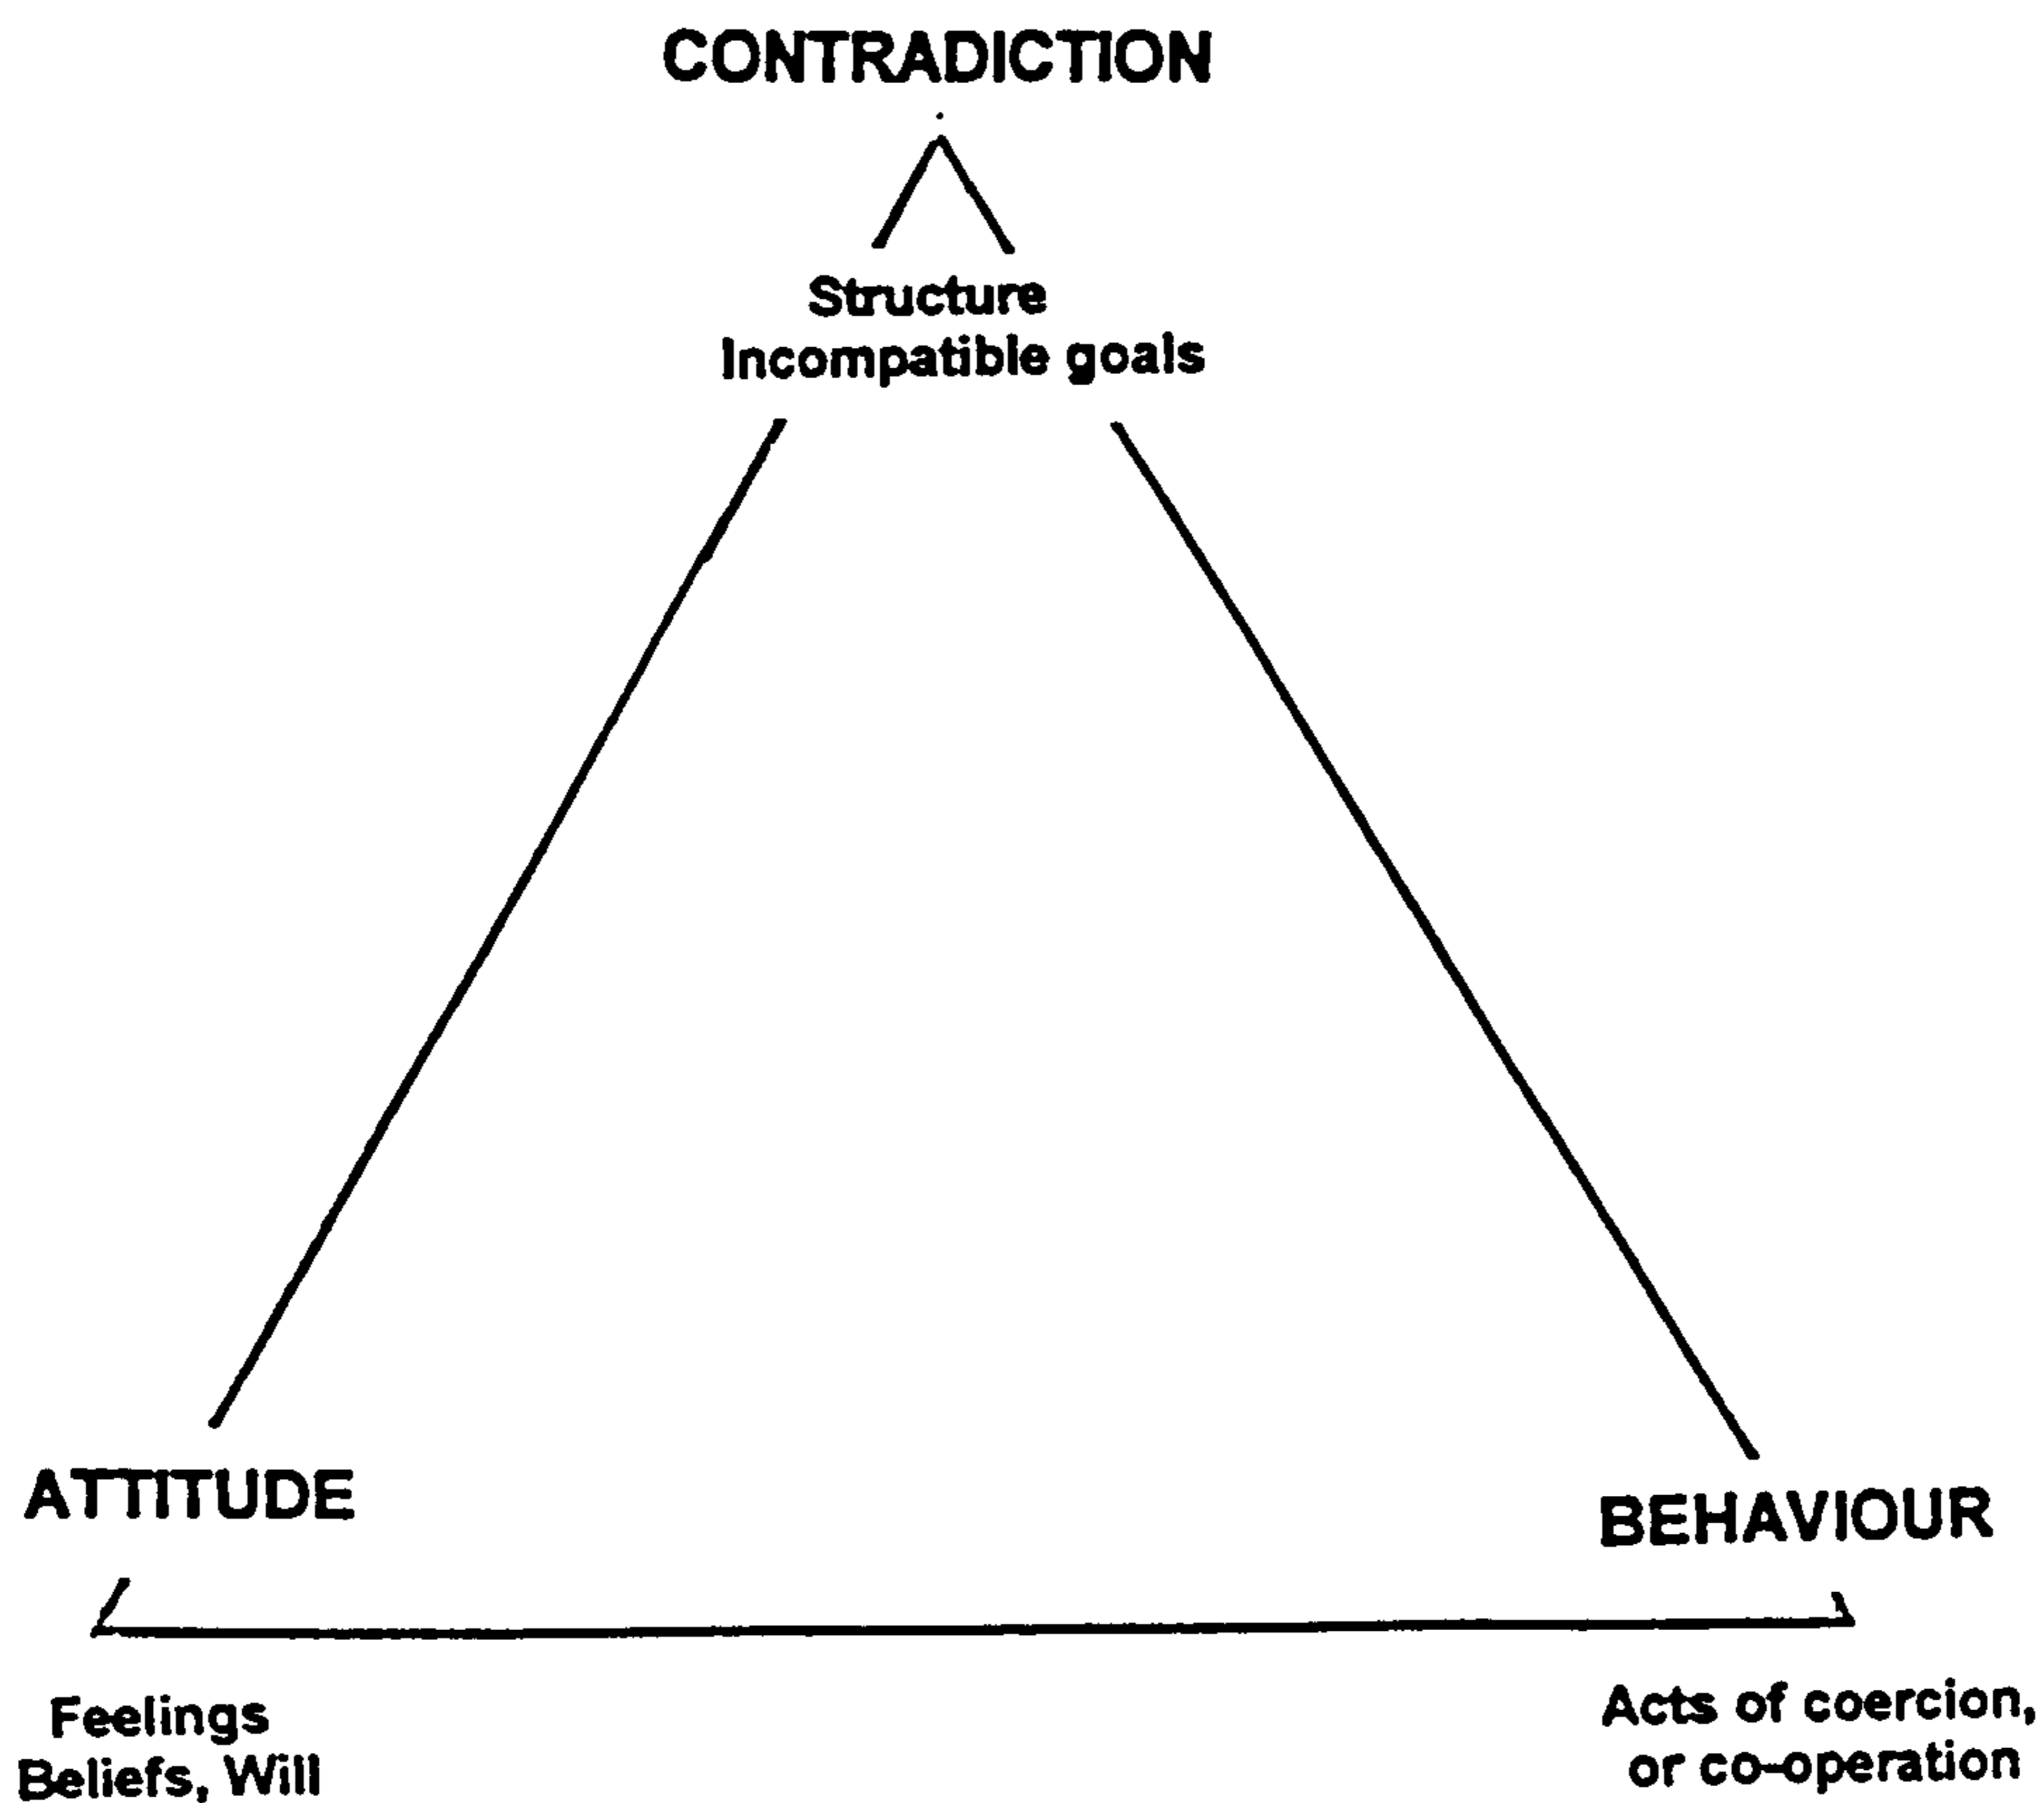 CONTRADICTION
Structure
Incompatible goals
ATTITUDE
BEHAVIOUR
Feelings
Beliefs, Will
Acts of coercion,
or co-operation